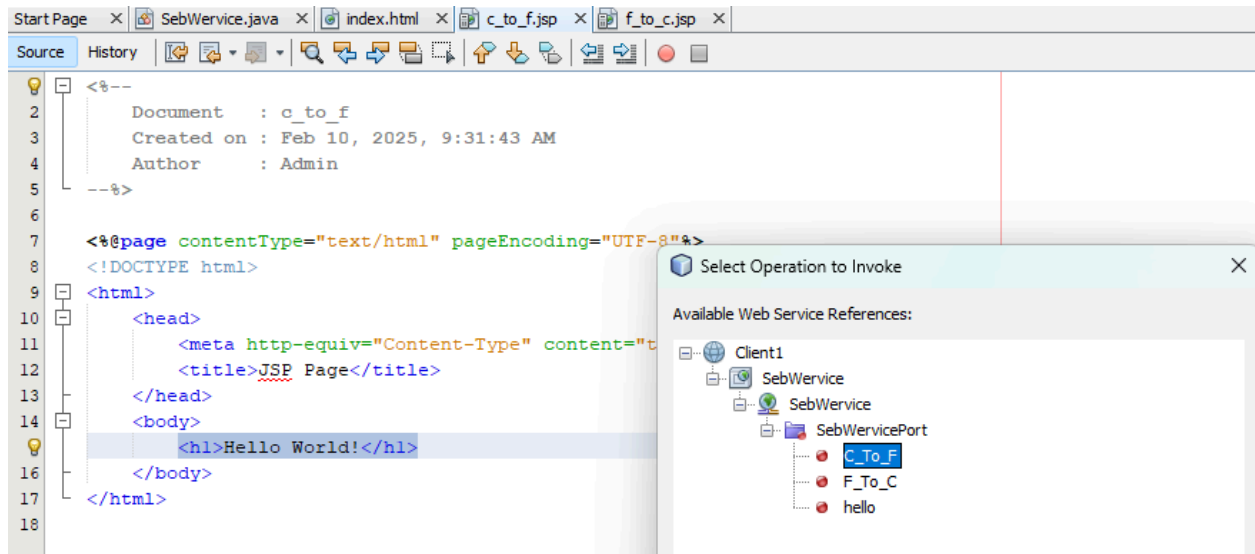 Start Page SebWervice.java index.html c_to_f.jsp f_to_c.jsp
Source History
<%--
2 Document : c_to_f
3 Created on : Feb 10, 2025, 9:31:43 AM
4 Author : Admin
5 --%>
6
7 <%@page contentType="text/html" pageEncoding="UTF-8"%>
8 <!DOCTYPE html>
9 <html>
10 <head>
11 <meta http-equiv="Content-Type" content="t
12 <title>JSP Page</title>
13 </head>
14 <body>
<h1>Hello World!</h1>
16 </body>
17 </html>
18
Select Operation to Invoke
Available Web Service References:
Client1
SebWervice
SebWervice
SebWervicePort
C_To_F
F_To_C
hello